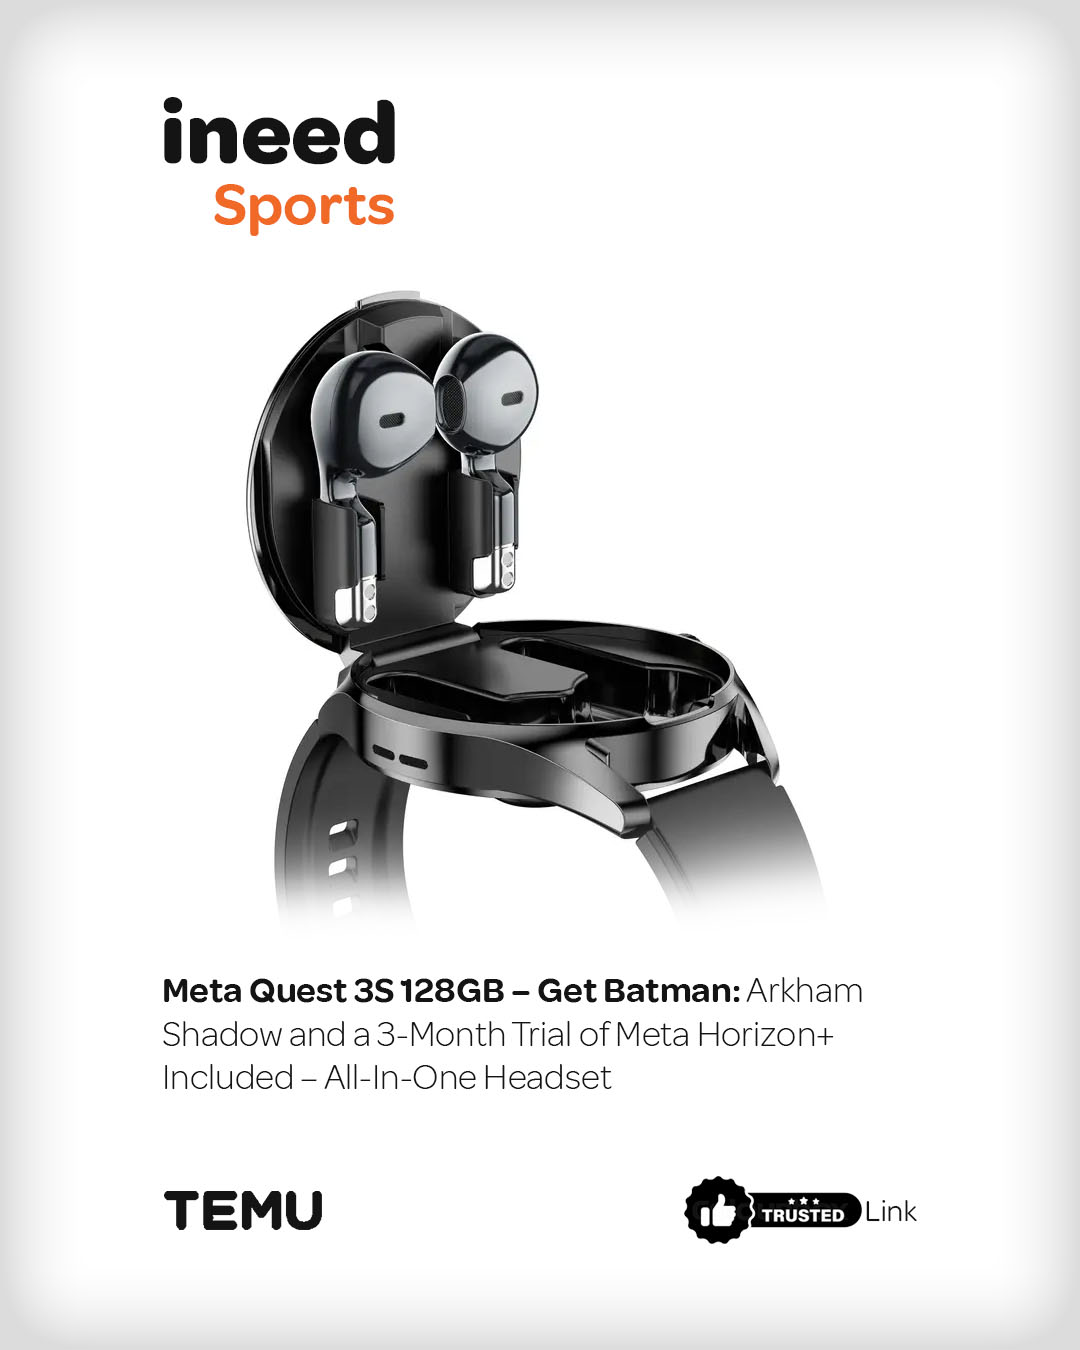 ineed
Sports
Meta Quest 3S 128GB – Get Batman: Arkham
Shadow and a 3-Month Trial of Meta Horizon+
Included – All-In-One Headset
TEMU
TRUSTED Link